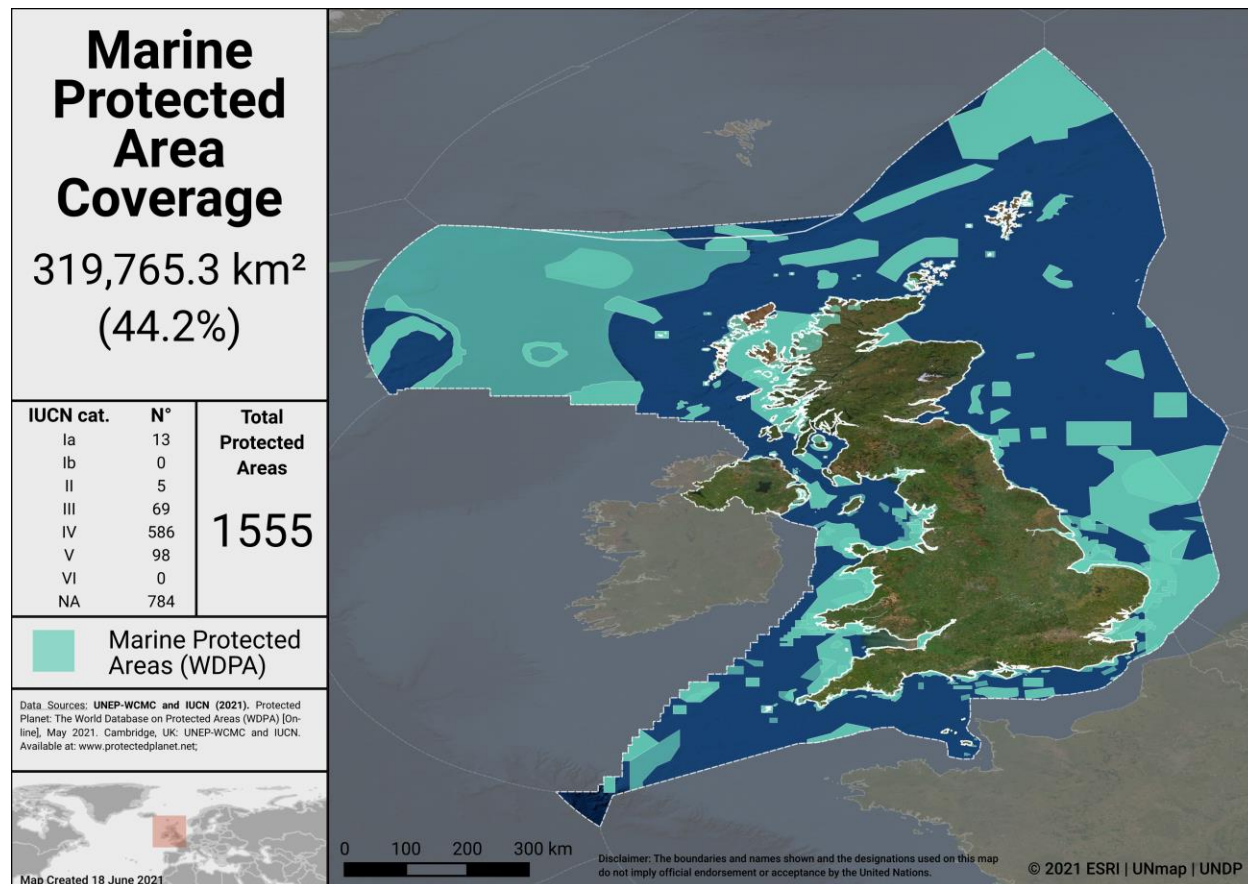 Marine
Protected
Area
Coverage
319,765.3 km²
(44.2%)
IUCN cat. N°
Ia 13
Ib 0
II 5
III 69
IV 586
V 98
VI 0
NA 784
Total
Protected
Areas
1555
Marine Protected
Areas (WDPA)
Data Sources: UNEP-WCMC and IUCN (2021). Protected
Planet: The World Database on Protected Areas (WDPA) [On-
line], May 2021. Cambridge, UK: UNEP-WCMC and IUCN.
Available at: www.protectedplanet.net;
Map Created 18 June 2021
0 100 200 300 km
Disclaimer: The boundaries and names shown and the designations used on this map
do not imply official endorsement or acceptance by the United Nations.
© 2021 ESRI | UNmap | UNDP